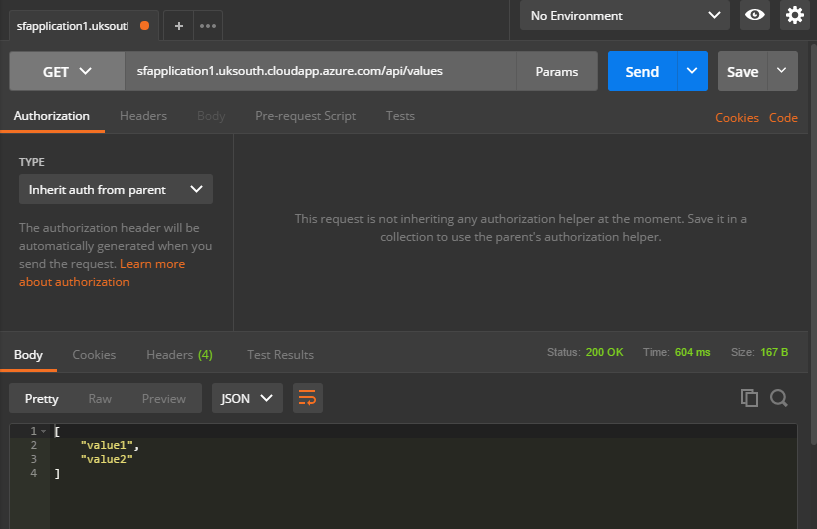 sfapplication1.uksout
+
•••
No Environment
GET
sfapplication1.uksouth.cloudapp.azure.com/api/values
Params
Send
Save
Authorization
Headers
Body
Pre-request Script
Tests
Cookies
Code
TYPE
Inherit auth from parent
The authorization header will be
automatically generated when you
send the request. Learn more
about authorization
This request is not inheriting any authorization helper at the moment. Save it in a
collection to use the parent's authorization helper.
Body
Cookies
Headers (4)
Test Results
Status: 200 OK
Time: 604 ms
Size: 167 B
Pretty
Raw
Preview
JSON
1 [
2 "value1",
3 "value2"
4 ]